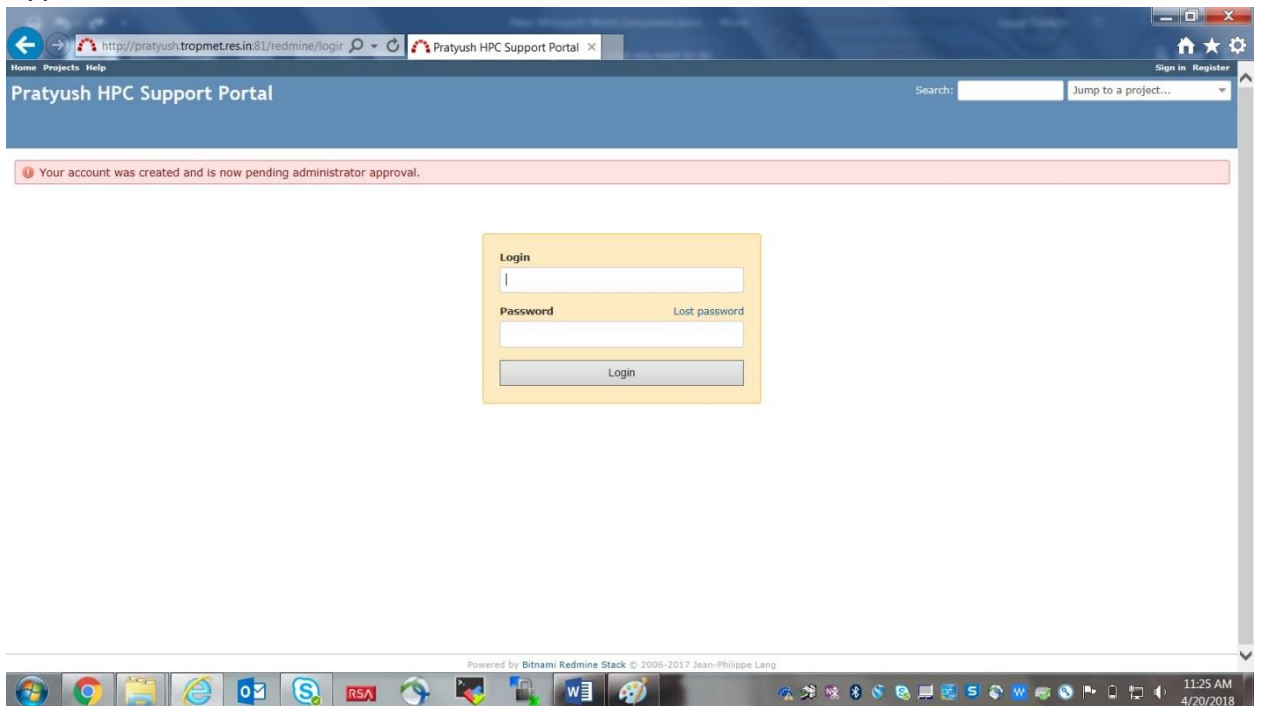 http://pratyush.tropmet.res.in:81/redmine/login
Pratyush HPC Support Portal
Home Projects Help
Sign in Register
Pratyush HPC Support Portal
Search:
Jump to a project...
Your account was created and is now pending administrator approval.
Login
Password
Lost password
Login
Powered by Bitnami Redmine Stack © 2006-2017 Jean-Philippe Lang
RSA
11:25 AM
4/20/2018